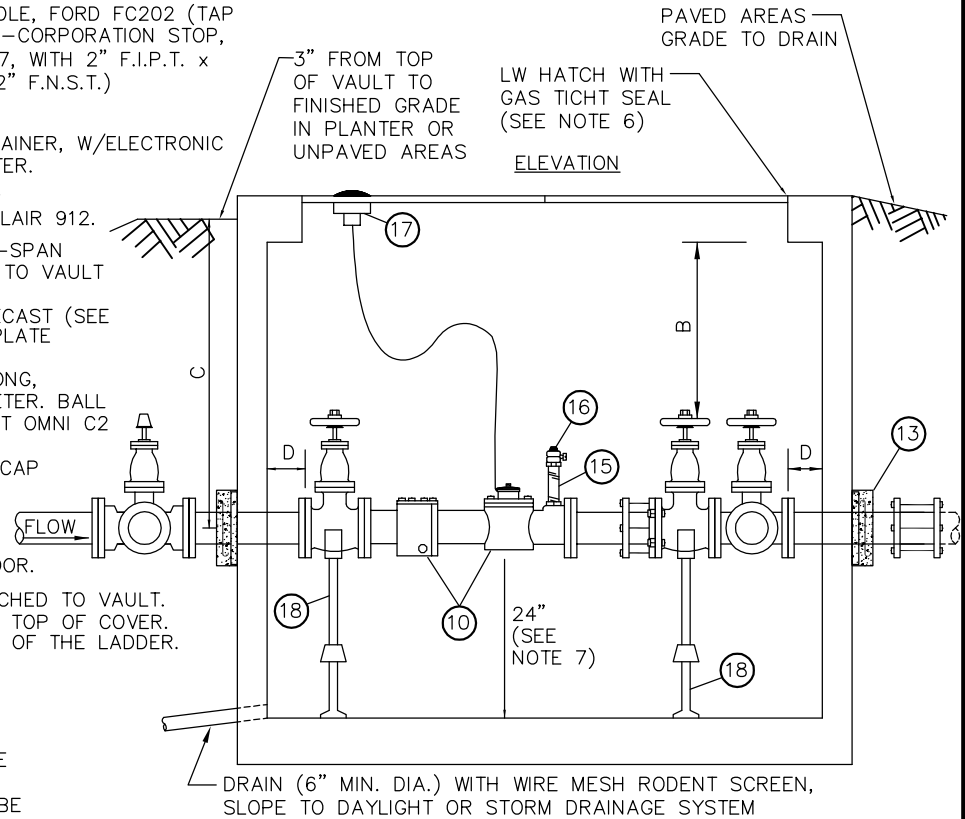 OLE, FORD FC202 (TAP
-CORPORATION STOP,
7, WITH 2" F.I.P.T. x
2" F.N.S.T.)
AINER, W/ELECTRONIC
TER.
LAIR 912.
-SPAN
TO VAULT
ECAST (SEE
PLATE
ONG,
ETER. BALL
T OMNI C2
CAP
OOR.
CHED TO VAULT.
TOP OF COVER.
OF THE LADDER.
E
BE
3" FROM TOP
OF VAULT TO
FINISHED GRADE
IN PLANTER OR
UNPAVED AREAS
PAVED AREAS
GRADE TO DRAIN
LW HATCH WITH
GAS TICHT SEAL
(SEE NOTE 6)
ELEVATION
17
B
C
16
15
13
D
D
FLOW
18
10
24"
(SEE
NOTE 7)
18
DRAIN (6" MIN. DIA.) WITH WIRE MESH RODENT SCREEN,
SLOPE TO DAYLIGHT OR STORM DRAINAGE SYSTEM